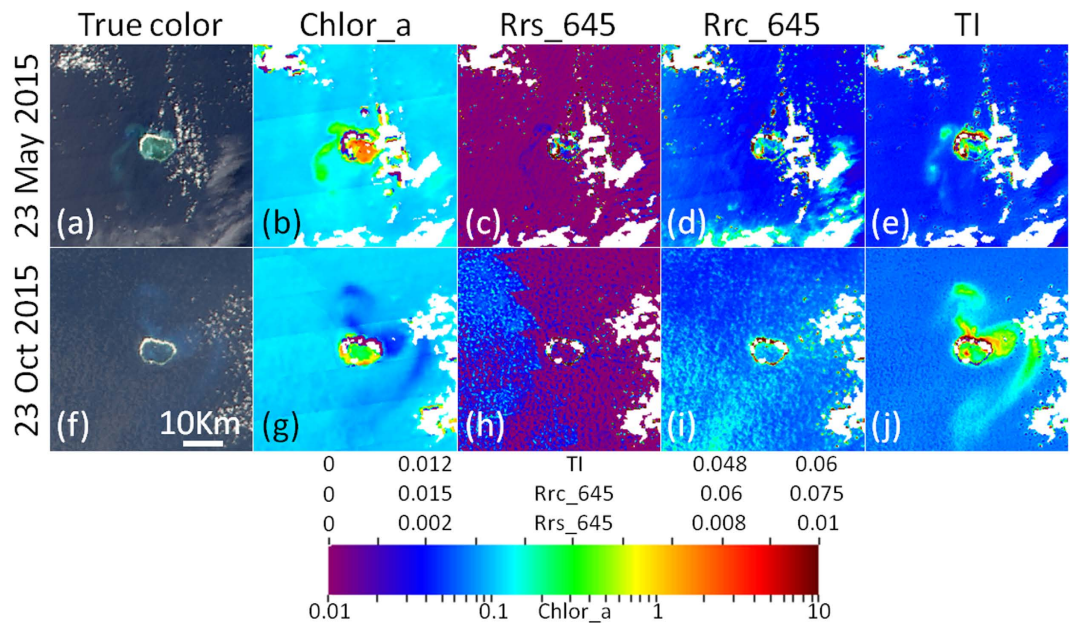 True color Chlor_a Rrs_645 Rrc_645 TI
23 May 2015
(a) (b) (c) (d) (e)
23 Oct 2015
10Km
(f) (g) (h) (i) (j)
0 0.012 TI 0.048 0.06
0 0.015 Rrc_645 0.06 0.075
0 0.002 Rrs_645 0.008 0.01
0.01 0.1 Chlor_a 1 10